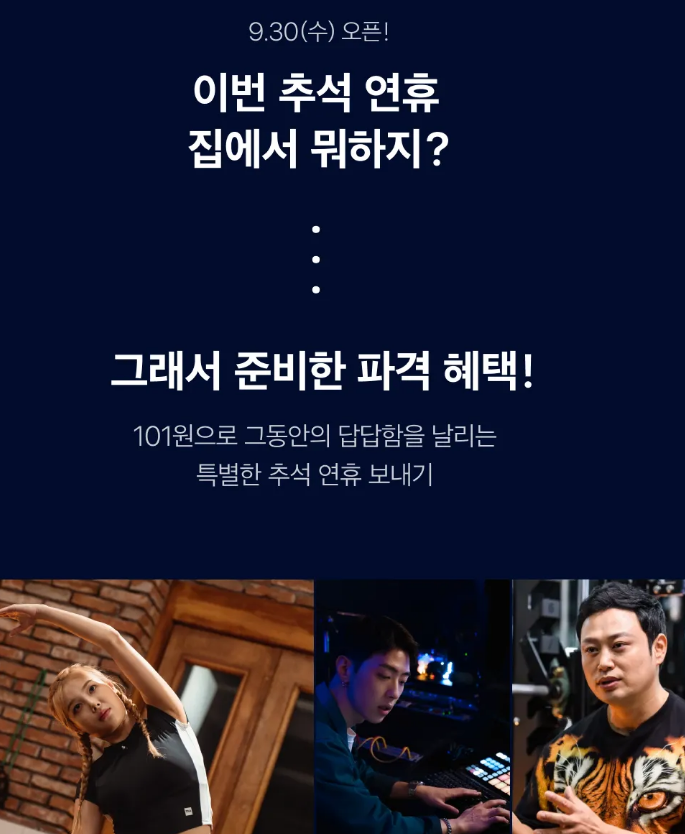 9.30(수) 오픈!
이번 추석 연휴
집에서 뭐하지?
그래서 준비한 파격 혜택!
101원으로 그동안의 답답함을 날리는
특별한 추석 연휴 보내기